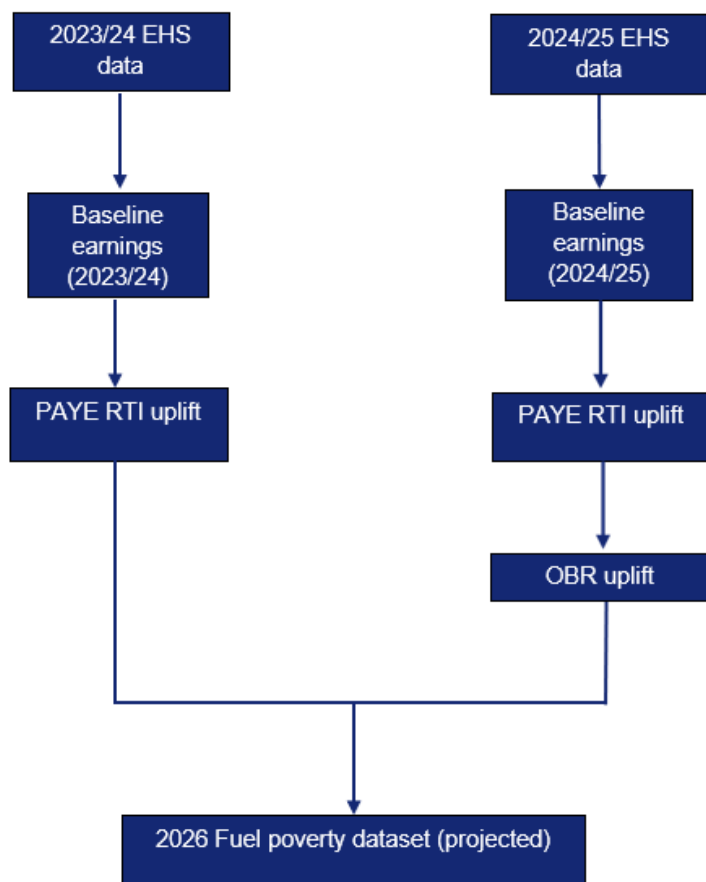 2023/24 EHS
data
2024/25 EHS
data
Baseline
earnings
(2023/24)
Baseline
earnings
(2024/25)
PAYE RTI uplift
PAYE RTI uplift
OBR uplift
2026 Fuel poverty dataset (projected)